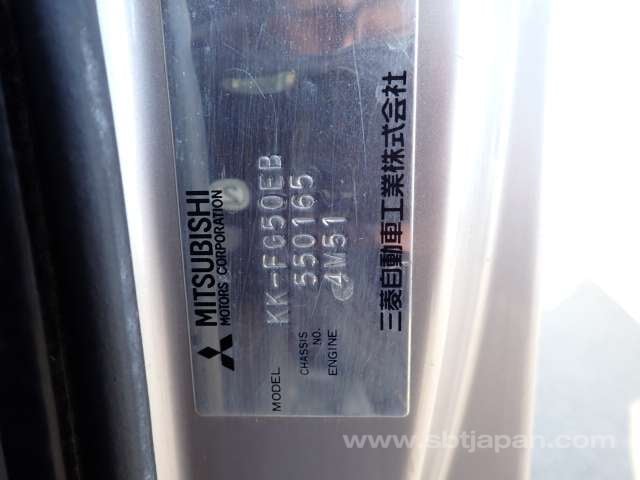 MITSUBISHI
MOTORS CORPORATION
MODEL KK-FG50EB
CHASSIS NO. 550165
ENGINE 4M51
三菱自動車工業株式会社
www.sbtjapan.com